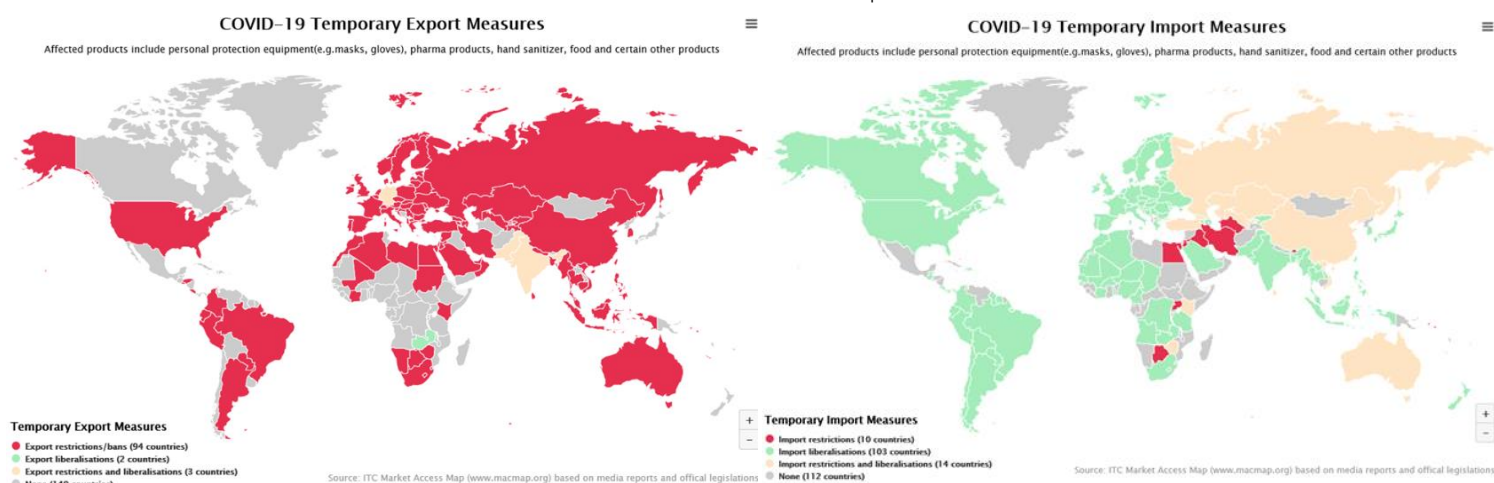 COVID-19 Temporary Export Measures
Affected products include personal protection equipment(e.g.masks, gloves), pharma products, hand sanitizer, food and certain other products
Temporary Export Measures
Export restrictions/bans (94 countries)
Export liberalisations (2 countries)
Export restrictions and liberalisations (3 countries)
Source: ITC Market Access Map (www.macmap.org) based on media reports and offical legislations
+
−
COVID-19 Temporary Import Measures
Affected products include personal protection equipment(e.g.masks, gloves), pharma products, hand sanitizer, food and certain other products
Temporary Import Measures
Import restrictions (10 countries)
Import liberalisations (103 countries)
Import restrictions and liberalisations (14 countries)
None (112 countries)
Source: ITC Market Access Map (www.macmap.org) based on media reports and offical legislations
+
−